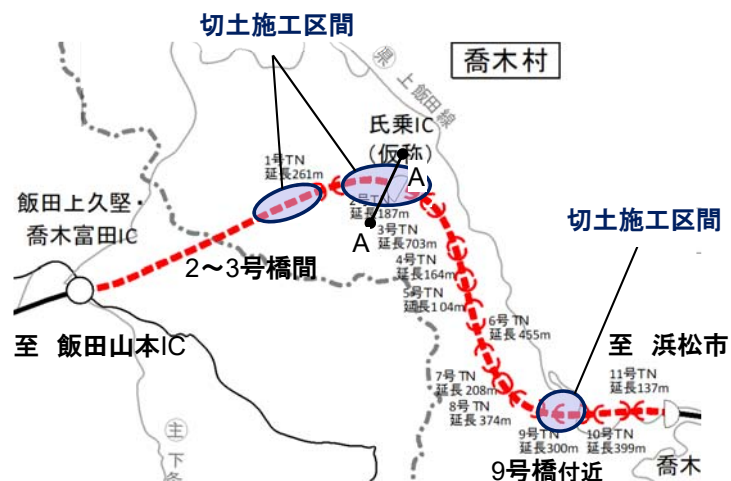 切土施工区間
喬木村
県 上飯田線
氏乗IC
(仮称)
A
1号TN
延長261m
飯田上久堅・
喬木富田IC
2号TN
延長187m
A
3号TN
延長703m
切土施工区間
2～3号橋間
4号TN
延長164m
5号TN
延長104m
6号TN
延長455m
至 飯田山本IC
至 浜松市
11号TN
延長137m
7号TN
延長208m
8号TN
延長374m
9号TN
延長300m
10号TN
延長399m
主 下条
9号橋付近
喬木